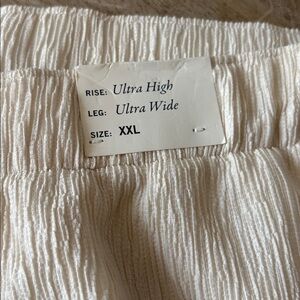 RISE: Ultra High
LEG: Ultra Wide
SIZE: XXL